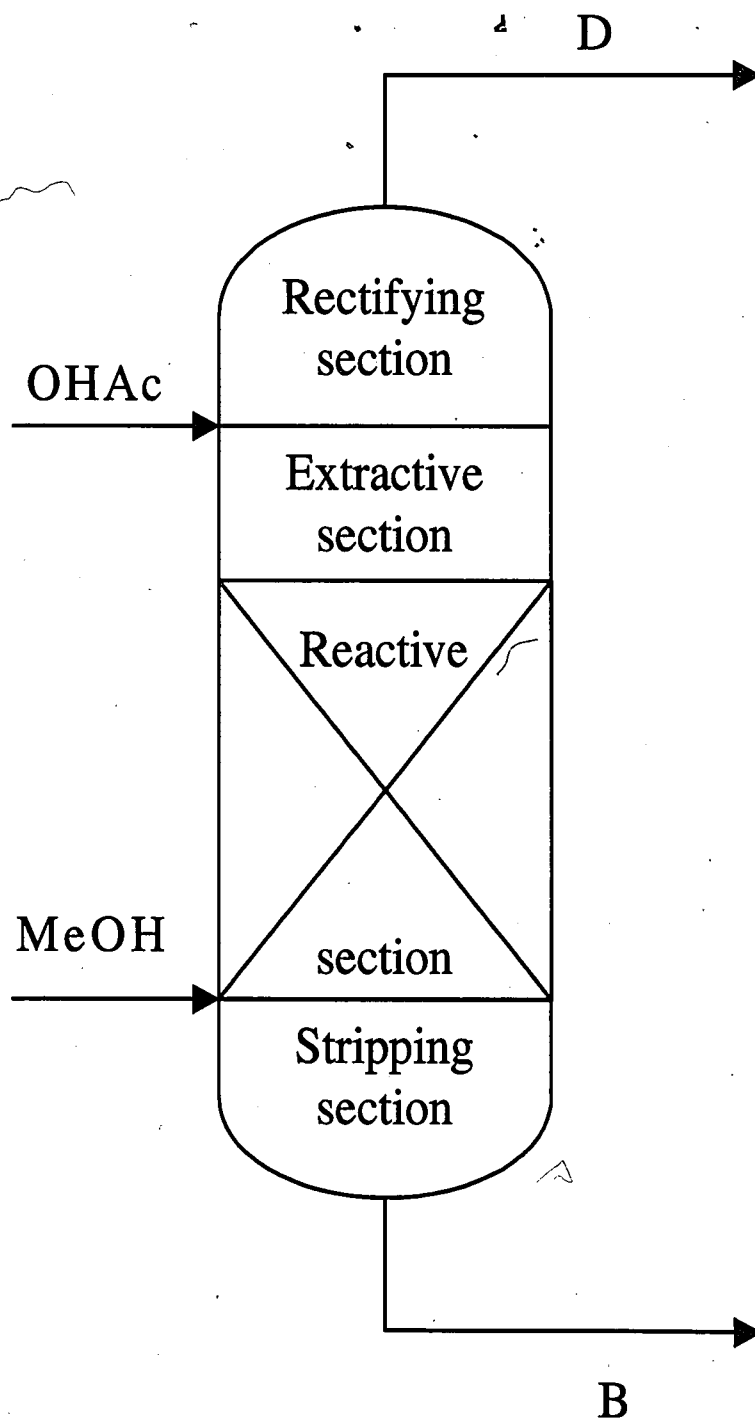 D
Rectifying
section
OHAc
Extractive
section
Reactive
MeOH
section
Stripping
section
B